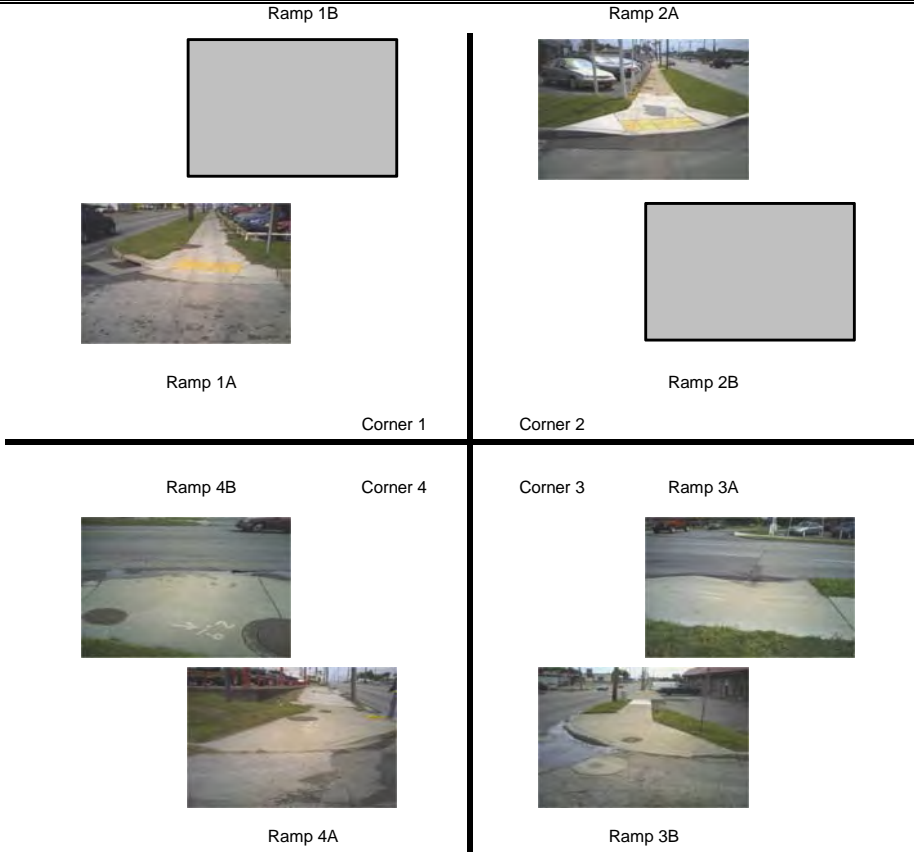 Ramp 1B
Ramp 2A
Ramp 1A
Ramp 2B
Corner 1
Corner 2
Ramp 4B
Corner 4
Corner 3
Ramp 3A
Ramp 4A
Ramp 3B